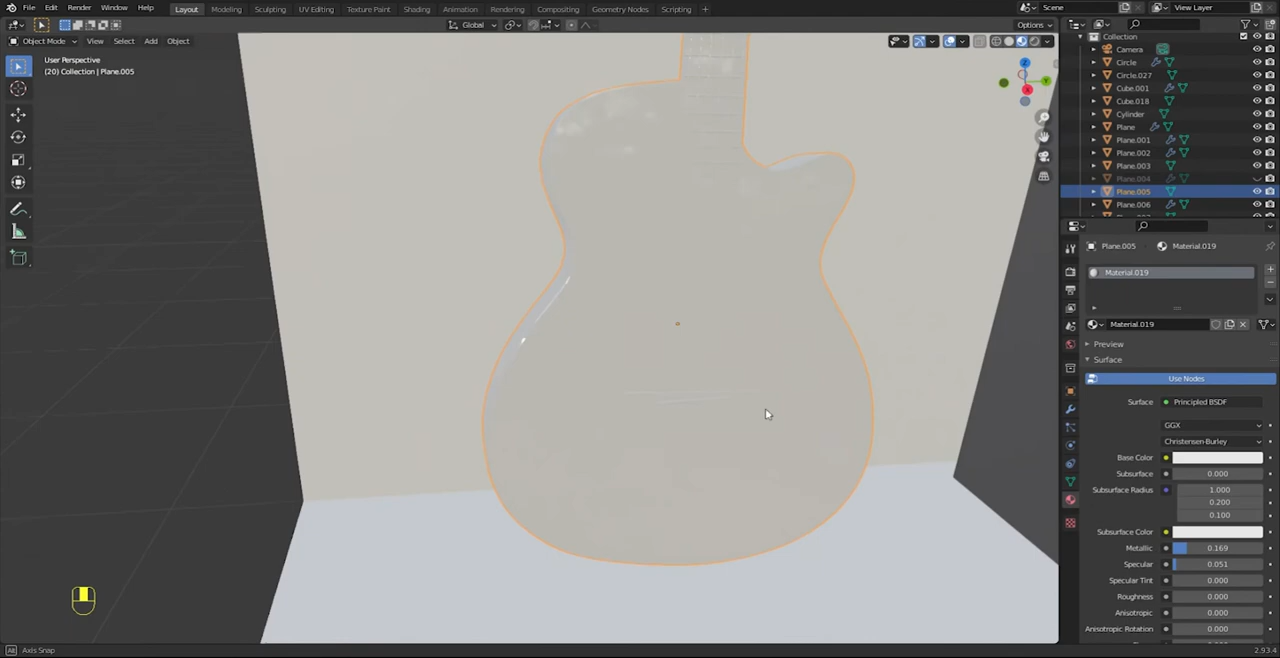 File Edit Render Window Help Layout Modeling Sculpting UV Editing Texture Paint Shading Animation Rendering Compositing Geometry Nodes Scripting + Scene View Layer
Global Options
Object Mode View Select Add Object
User Perspective
(20) Collection | Plane.005
Z
Y
X
Collection
Camera
Circle
Circle.027
Cube.001
Cube.018
Cylinder
Plane
Plane.001
Plane.002
Plane.003
Plane.004
Plane.005
Plane.006
Plane.005 Material.019
Material.019
Material.019
Preview
Surface
Use Nodes
Surface Principled BSDF
GGX
Christensen-Burley
Base Color
Subsurface 0.000
Subsurface Radius 1.000
0.200
0.100
Subsurface Color
Metallic 0.169
Specular 0.051
Specular Tint 0.000
Roughness 0.000
Anisotropic 0.000
Anisotropic Rotation 0.000
Alt Axis Snap 2.93.4